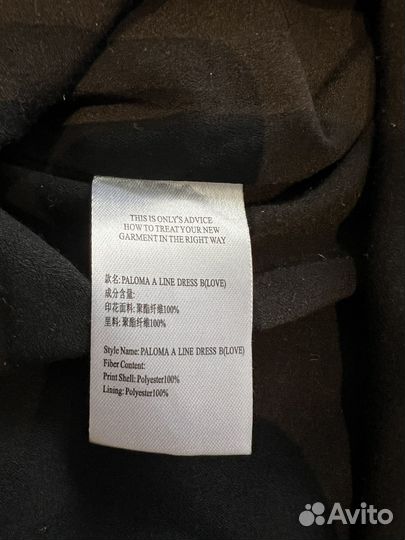 THIS IS ONLY'S ADVICE
HOW TO TREAT YOUR NEW
GARMENT IN THE RIGHT WAY
款名: PALOMA A LINE DRESS B(LOVE)
成分含量:
印花面料: 聚酯纤维100%
里料: 聚酯纤维100%
Style Name: PALOMA A LINE DRESS B(LOVE)
Fiber Content:
Print Shell: Polyester100%
Lining: Polyester100%
Avito